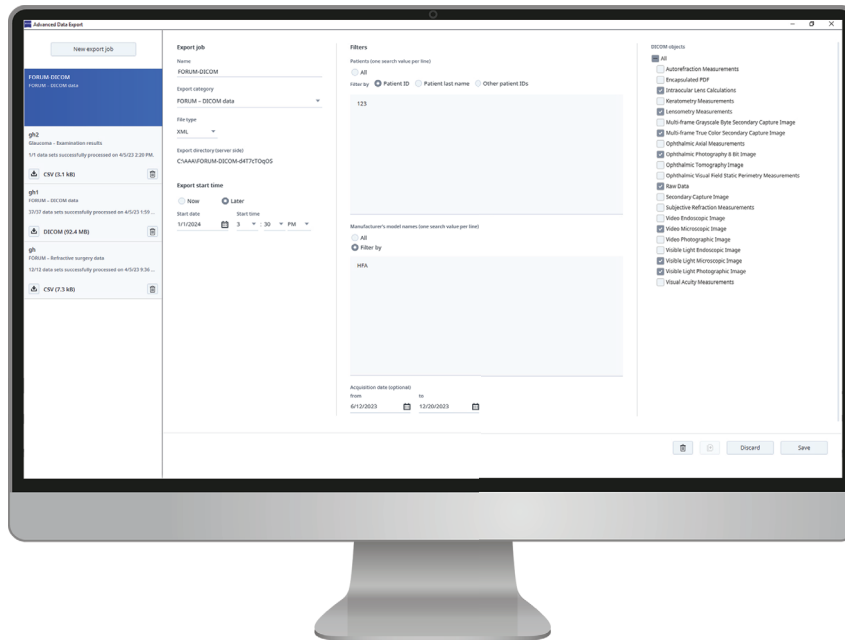 Advanced Data Export
New export job
FORUM-DICOM
FORUM – DICOM data
gh2
Glaucoma – Examination results
1/1 data sets successfully processed on 4/5/23 2:20 PM.
CSV (3.1 kB)
gh1
FORUM – DICOM data
37/37 data sets successfully processed on 4/5/23 1:59 ...
DICOM (92.4 MB)
gh
FORUM – Refractive surgery data
12/12 data sets successfully processed on 4/5/23 9:36 ...
CSV (7.3 kB)
Export job
Name
FORUM-DICOM
Export category
FORUM – DICOM data
File type
XML
Export directory (server side)
Export start time
Now Later
Start date Start time
1/1/2024 3 : 30 PM
Filters
Patients (one search value per line)
All
Filter by Patient ID Patient last name Other patient IDs
123
Manufacturer's model names (one search value per line)
All
Filter by
HFA
Acquisition date (optional)
from to
6/12/2023 12/20/2023
DICOM objects
All
Autorefraction Measurements
Encapsulated PDF
Intraocular Lens Calculations
Keratometry Measurements
Lensometry Measurements
Multi-frame Grayscale Byte Secondary Capture Image
Multi-frame True Color Secondary Capture Image
Ophthalmic Axial Measurements
Ophthalmic Photography 8 Bit Image
Ophthalmic Tomography Image
Ophthalmic Visual Field Static Perimetry Measurements
Raw Data
Secondary Capture Image
Subjective Refraction Measurements
Video Endoscopic Image
Video Microscopic Image
Video Photographic Image
Visible Light Endoscopic Image
Visible Light Microscopic Image
Visible Light Photographic Image
Visual Acuity Measurements
Discard Save